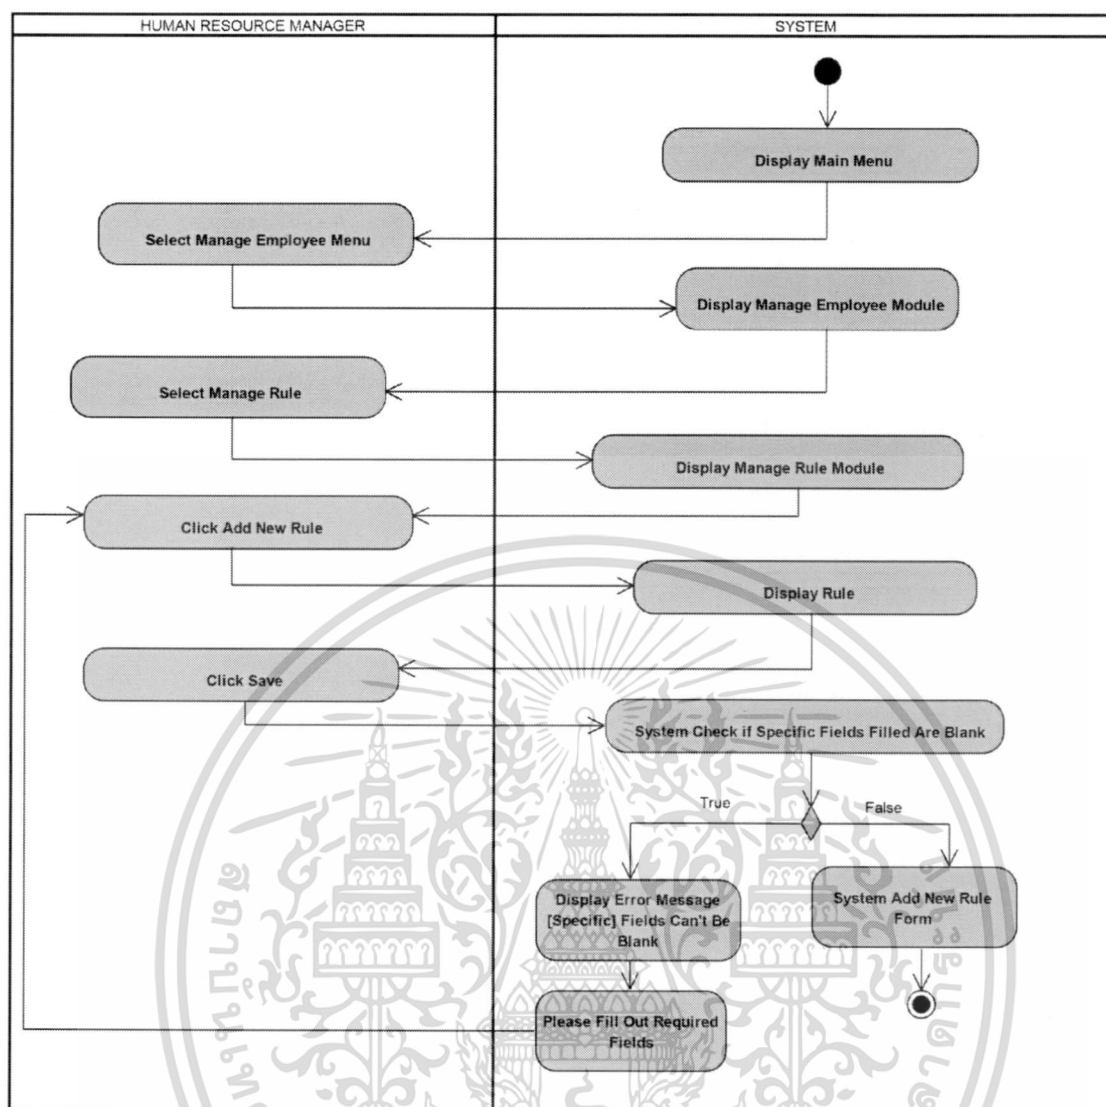 HUMAN RESOURCE MANAGER
SYSTEM
Display Main Menu
Select Manage Employee Menu
Display Manage Employee Module
Select Manage Rule
Display Manage Rule Module
Click Add New Rule
Display Rule
Click Save
System Check if Specific Fields Filled Are Blank
True
False
Display Error Message
[Specific] Fields Can't Be
Blank
System Add New Rule
Form
Please Fill Out Required
Fields